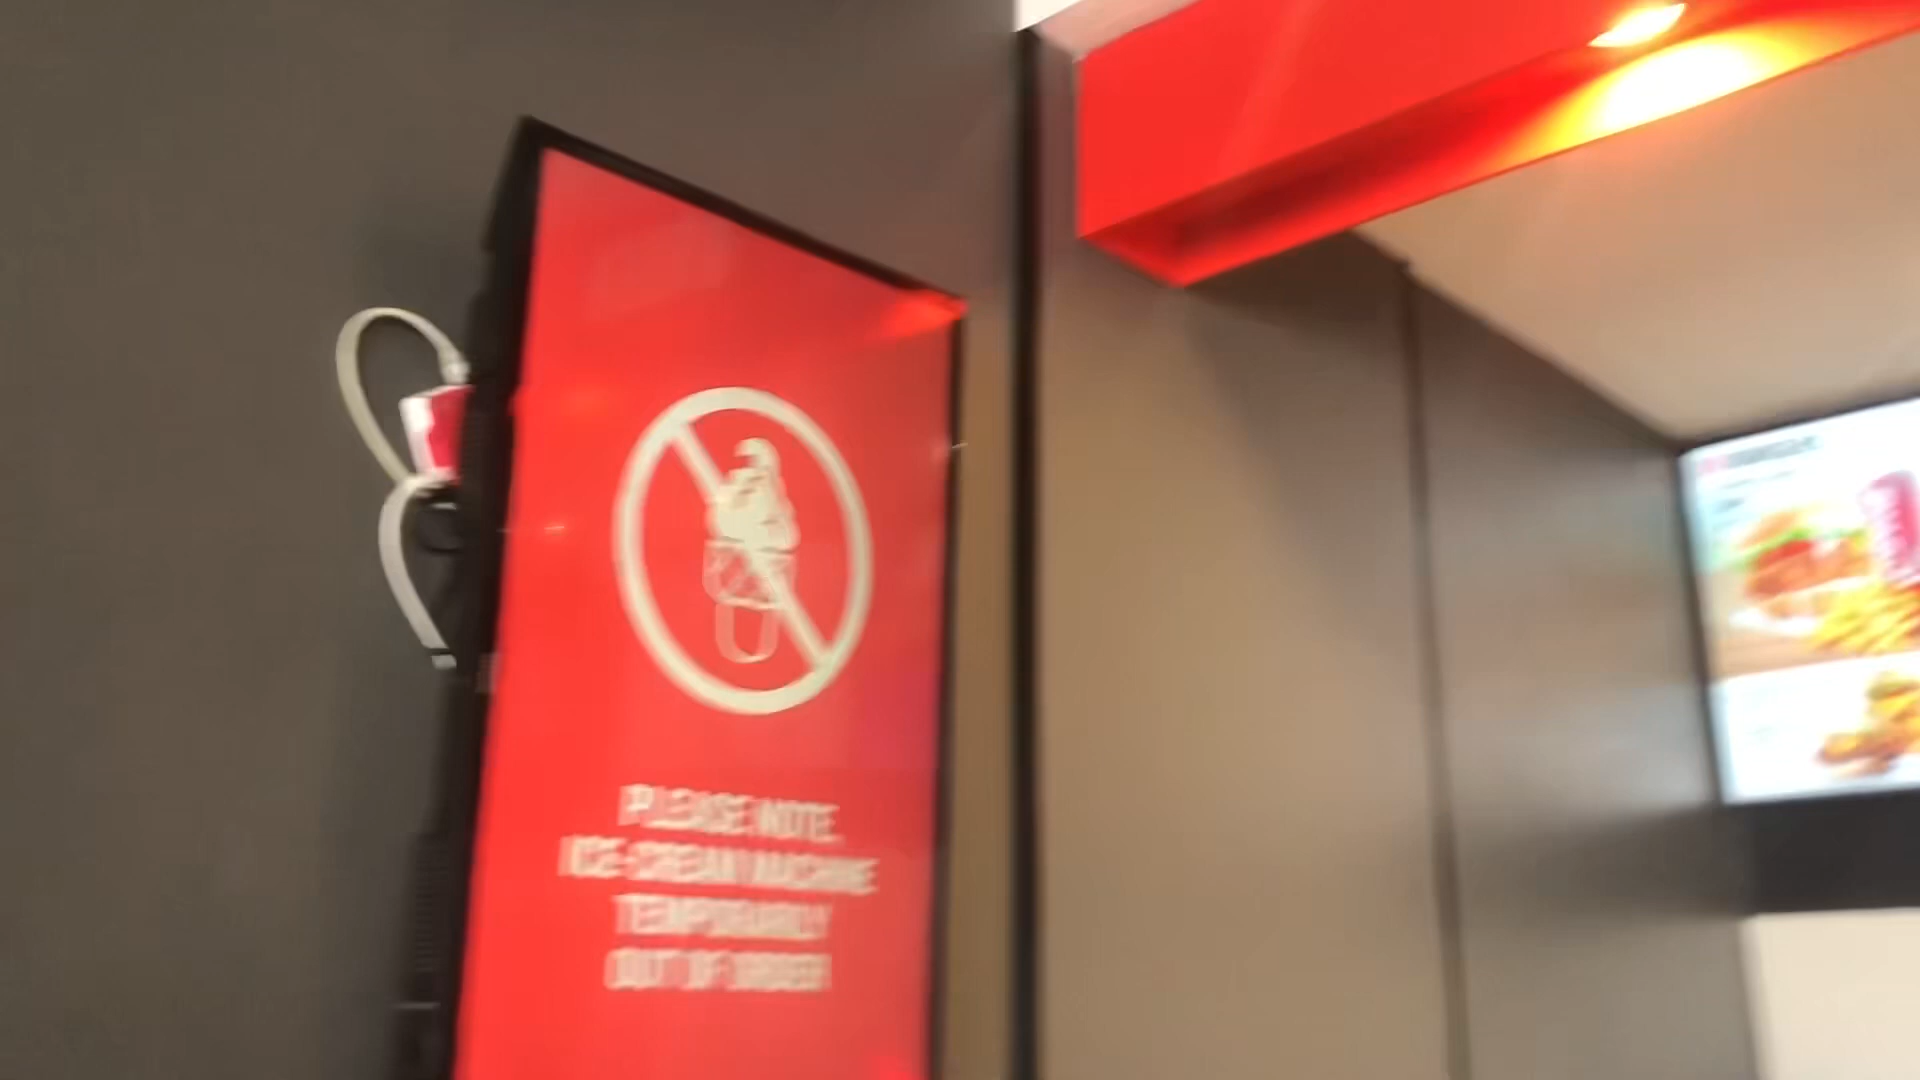 PLEASE NOTE,
ICE-CREAM MACHINE
TEMPORARILY
OUT OF ORDER